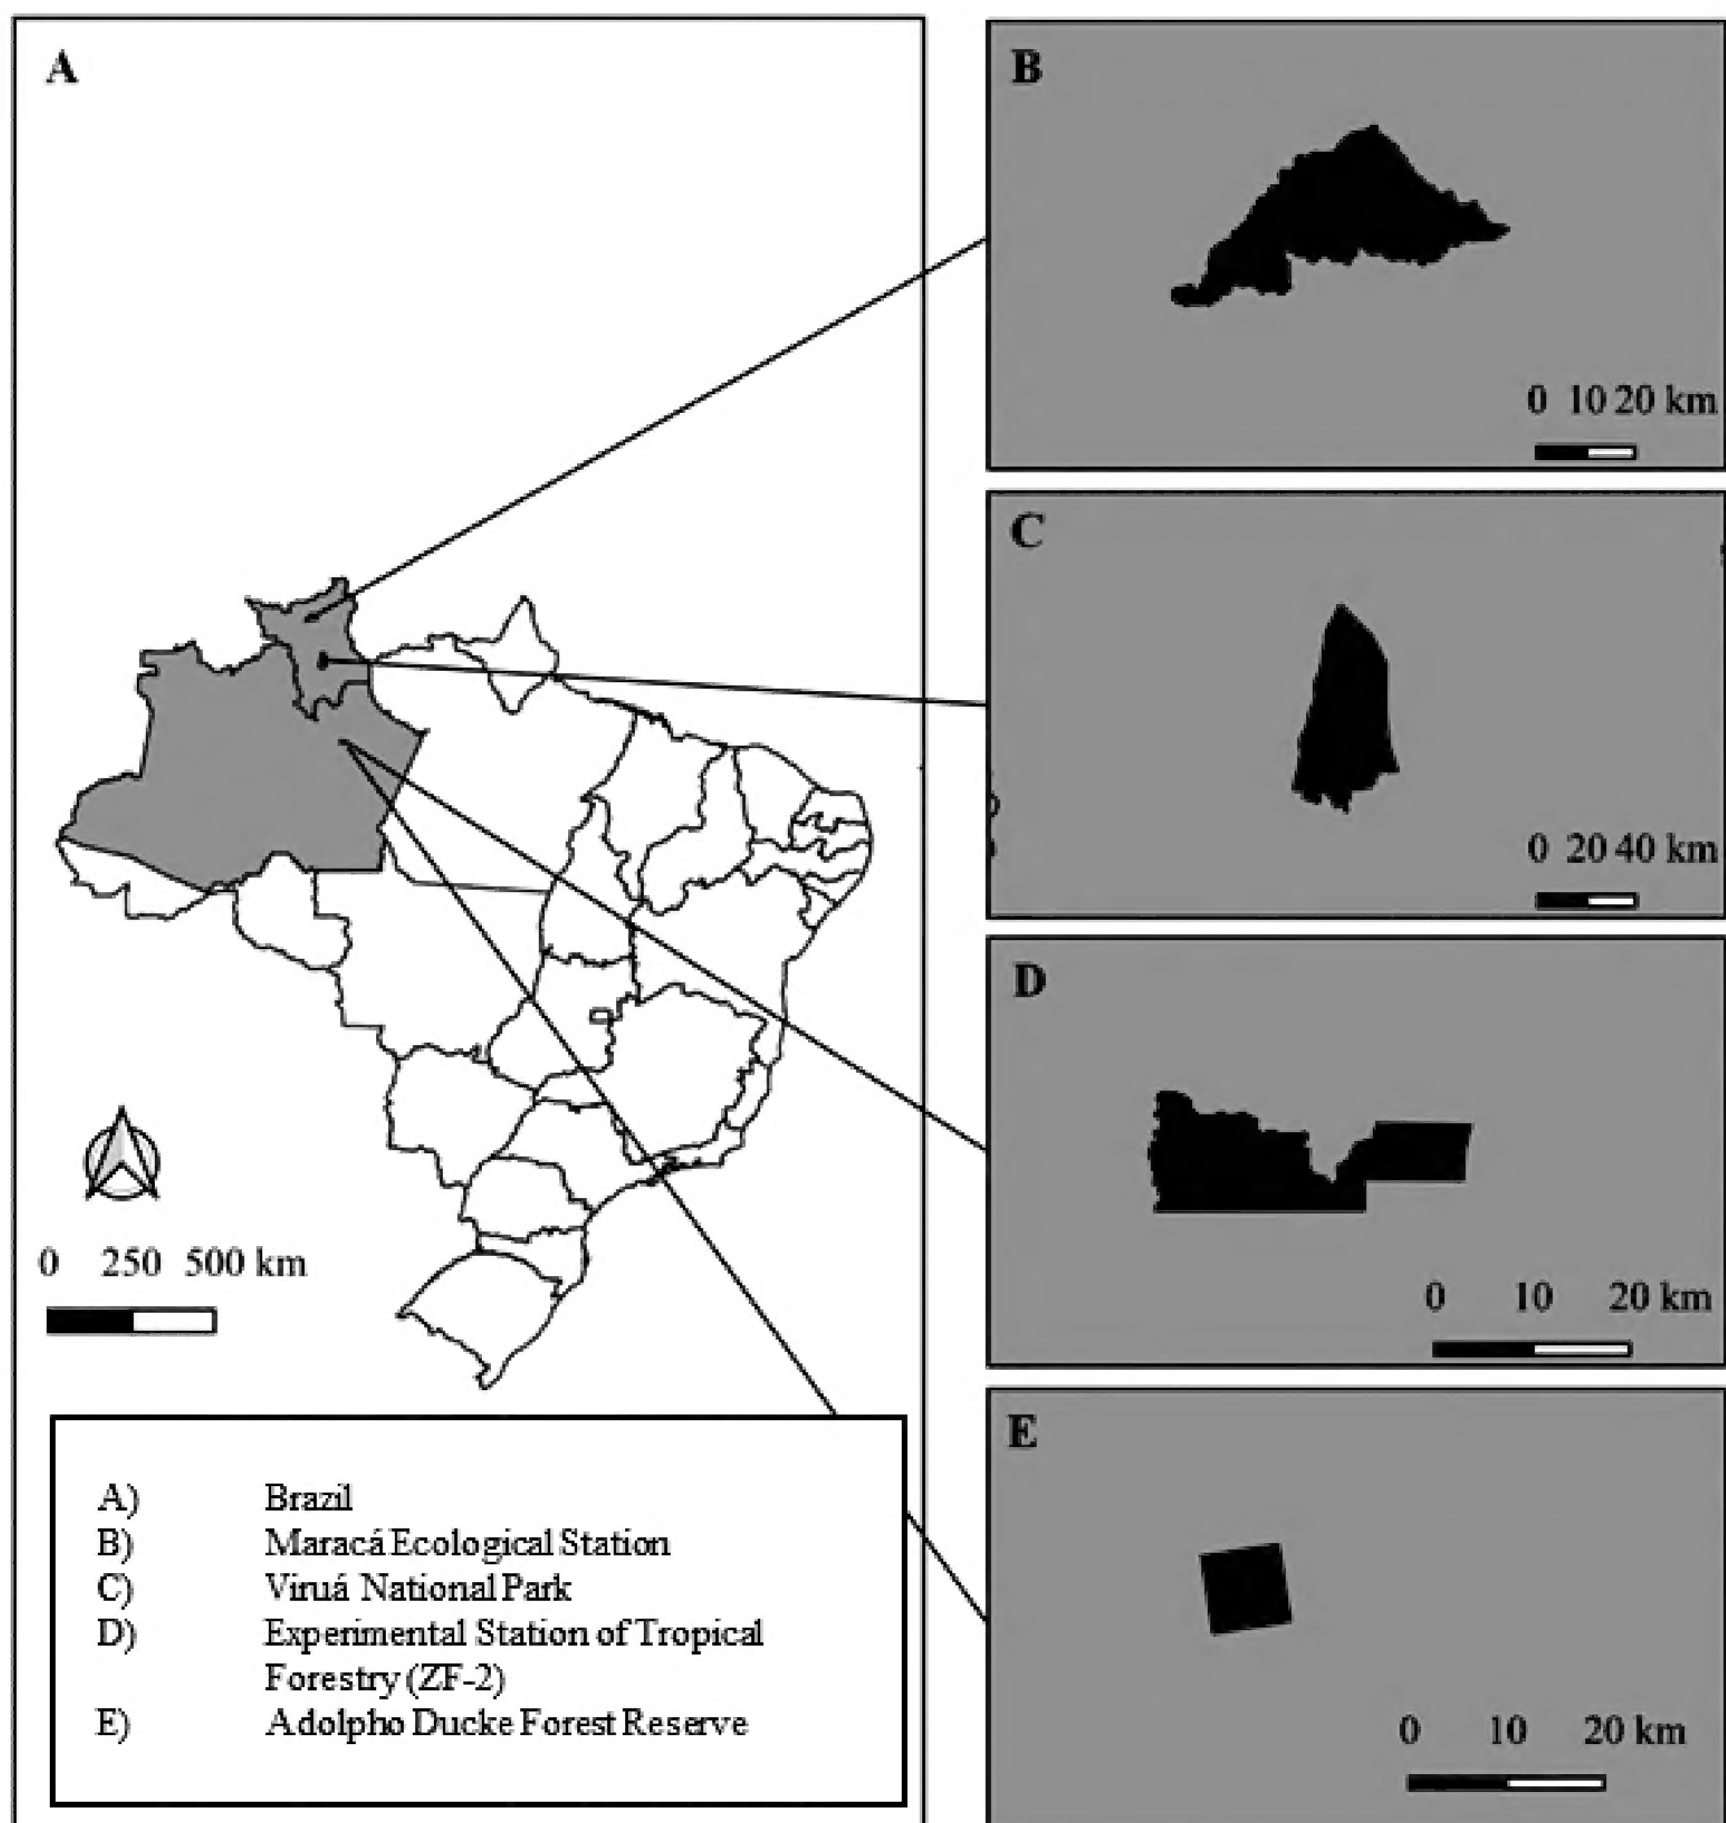 A
0 250 500 km
A) Brazil
B) Maracá Ecological Station
C) Viruá National Park
D) Experimental Station of Tropical
Forestry (ZF-2)
E) Adolpho Ducke Forest Reserve
B
0 10 20 km
C
0 20 40 km
D
0 10 20 km
E
0 10 20 km